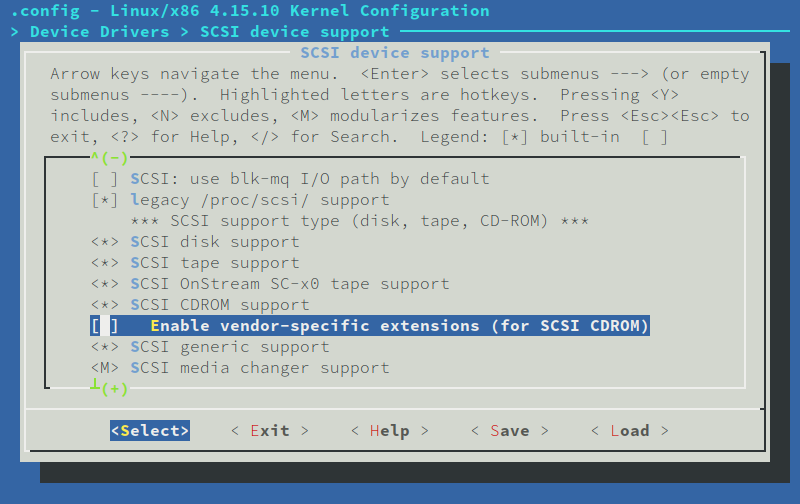 .config - Linux/x86 4.15.10 Kernel Configuration
> Device Drivers > SCSI device support
SCSI device support
Arrow keys navigate the menu.  <Enter> selects submenus ---> (or empty
submenus ----).  Highlighted letters are hotkeys.  Pressing <Y>
includes, <N> excludes, <M> modularizes features.  Press <Esc><Esc> to
exit, <?> for Help, </> for Search.  Legend: [*] built-in  [ ]
^(-)
[ ] SCSI: use blk-mq I/O path by default
[*] legacy /proc/scsi/ support
*** SCSI support type (disk, tape, CD-ROM) ***
<*> SCSI disk support
<*> SCSI tape support
<*> SCSI OnStream SC-x0 tape support
<*> SCSI CDROM support
[ ]   Enable vendor-specific extensions (for SCSI CDROM)
<*> SCSI generic support
<M> SCSI media changer support
┴(+)
<Select>    < Exit >    < Help >    < Save >    < Load >